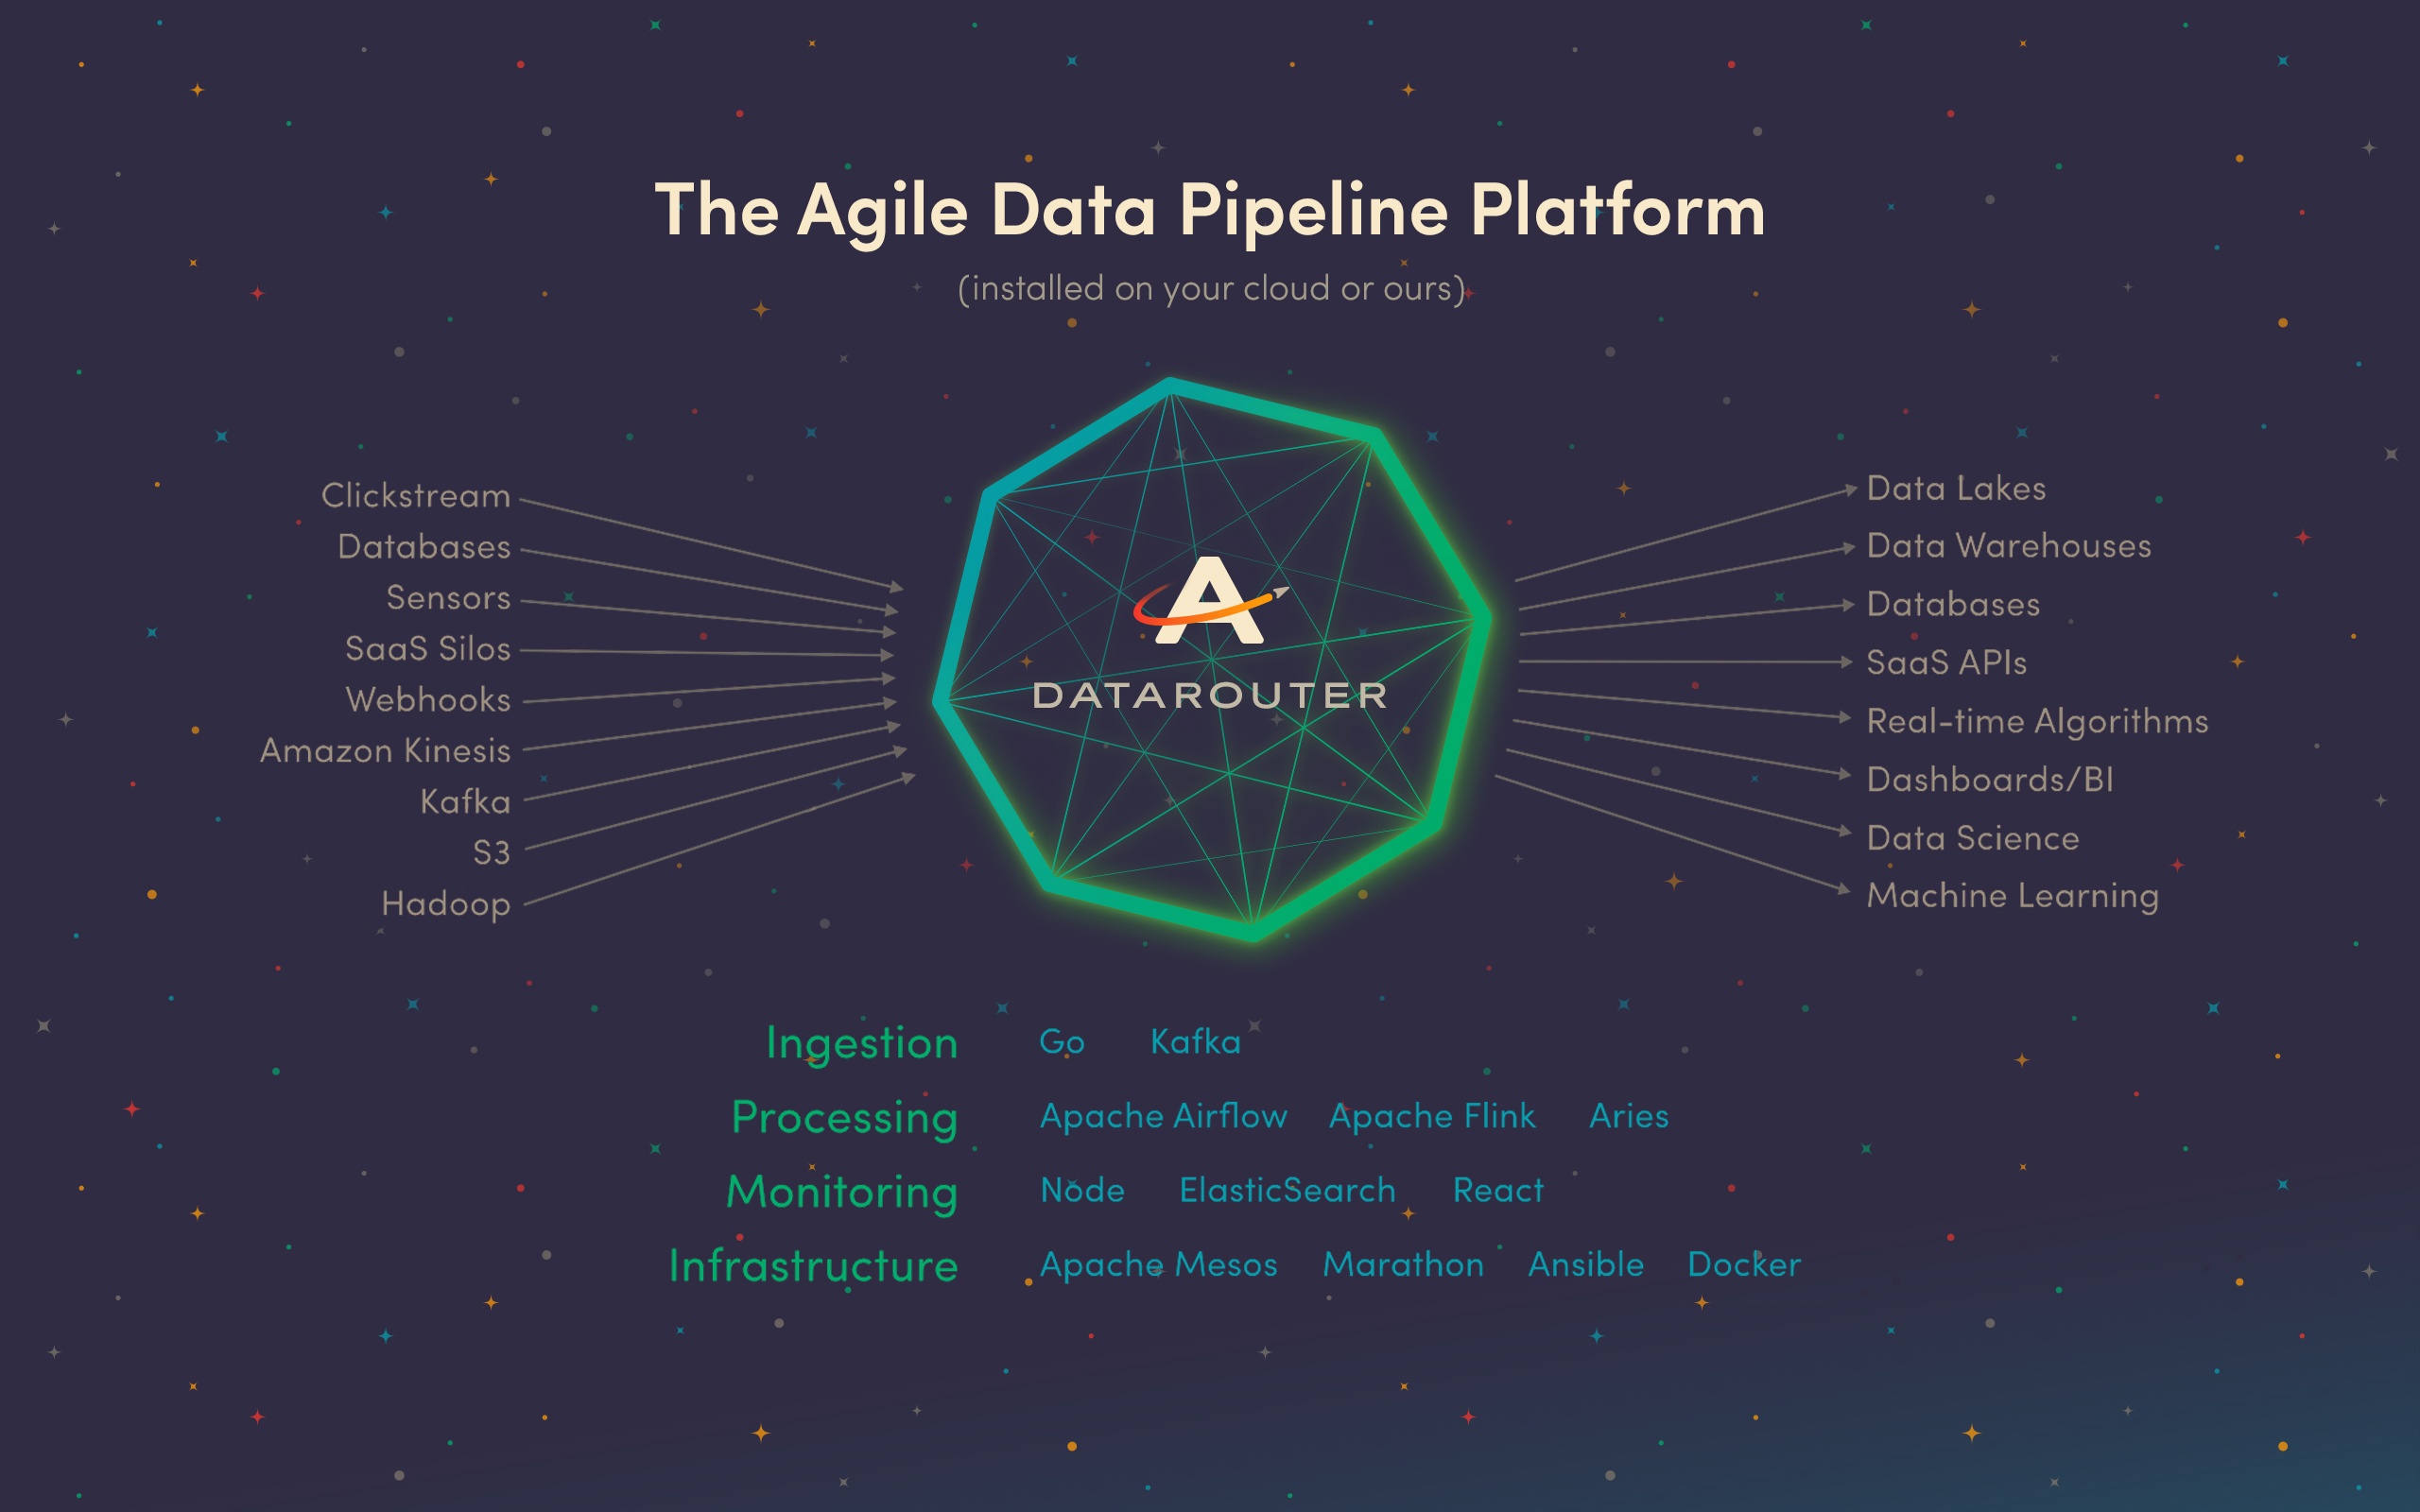 The Agile Data Pipeline Platform
(installed on your cloud or ours)
Clickstream
Databases
Sensors
SaaS Silos
Webhooks
Amazon Kinesis
Kafka
S3
Hadoop
A
DATAROUTER
Data Lakes
Data Warehouses
Databases
SaaS APIs
Real-time Algorithms
Dashboards/BI
Data Science
Machine Learning
Ingestion Go Kafka
Processing Apache Airflow Apache Flink Aries
Monitoring Node ElasticSearch React
Infrastructure Apache Mesos Marathon Ansible Docker